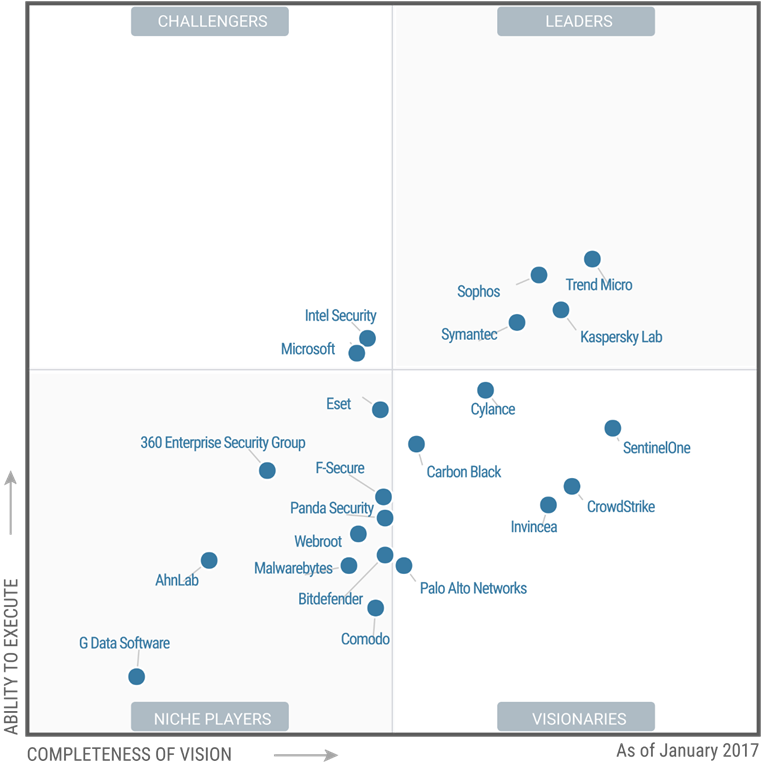 CHALLENGERS
LEADERS
Sophos
Trend Micro
Intel Security
Symantec
Kaspersky Lab
Microsoft
Eset
Cylance
360 Enterprise Security Group
SentinelOne
F-Secure
Carbon Black
Panda Security
CrowdStrike
Invincea
Webroot
Malwarebytes
AhnLab
Palo Alto Networks
Bitdefender
Comodo
G Data Software
NICHE PLAYERS
VISIONARIES
ABILITY TO EXECUTE
COMPLETENESS OF VISION
As of January 2017